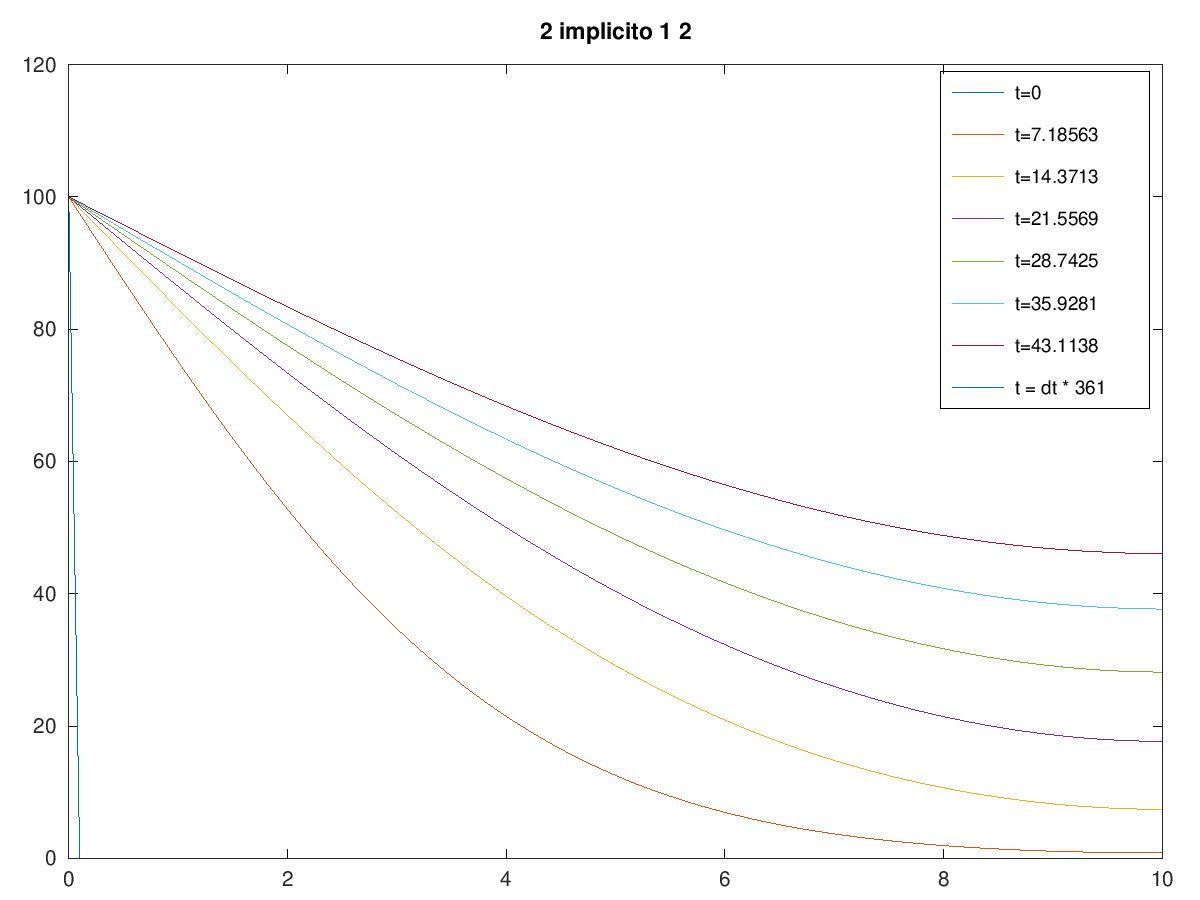 2 implicito 1 2
120
100
80
60
40
20
0
0 2 4 6 8 10
t=0
t=7.18563
t=14.3713
t=21.5569
t=28.7425
t=35.9281
t=43.1138
t = dt * 361